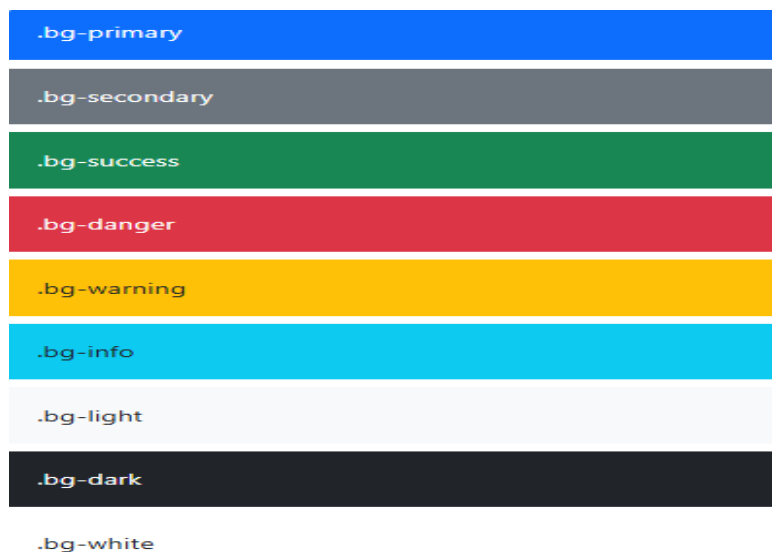 .bg-primary
.bg-secondary
.bg-success
.bg-danger
.bg-warning
.bg-info
.bg-light
.bg-dark
.bg-white